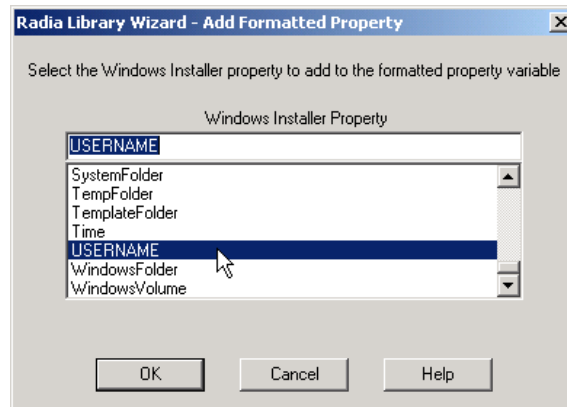 Radia Library Wizard - Add Formatted Property
Select the Windows Installer property to add to the formatted property variable
Windows Installer Property
USERNAME
SystemFolder
TempFolder
TemplateFolder
Time
USERNAME
WindowsFolder
WindowsVolume
OK Cancel Help